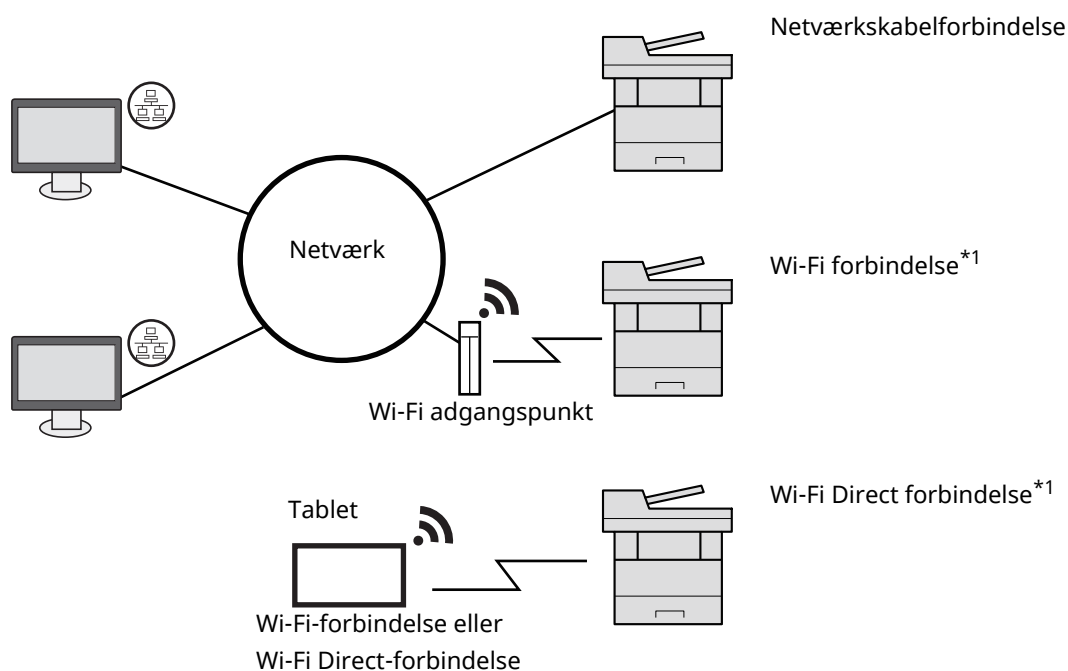 Netværkskabelforbindelse
Netværk
Wi-Fi forbindelse*1
Wi-Fi adgangspunkt
Wi-Fi Direct forbindelse*1
Tablet
Wi-Fi-forbindelse eller
Wi-Fi Direct-forbindelse